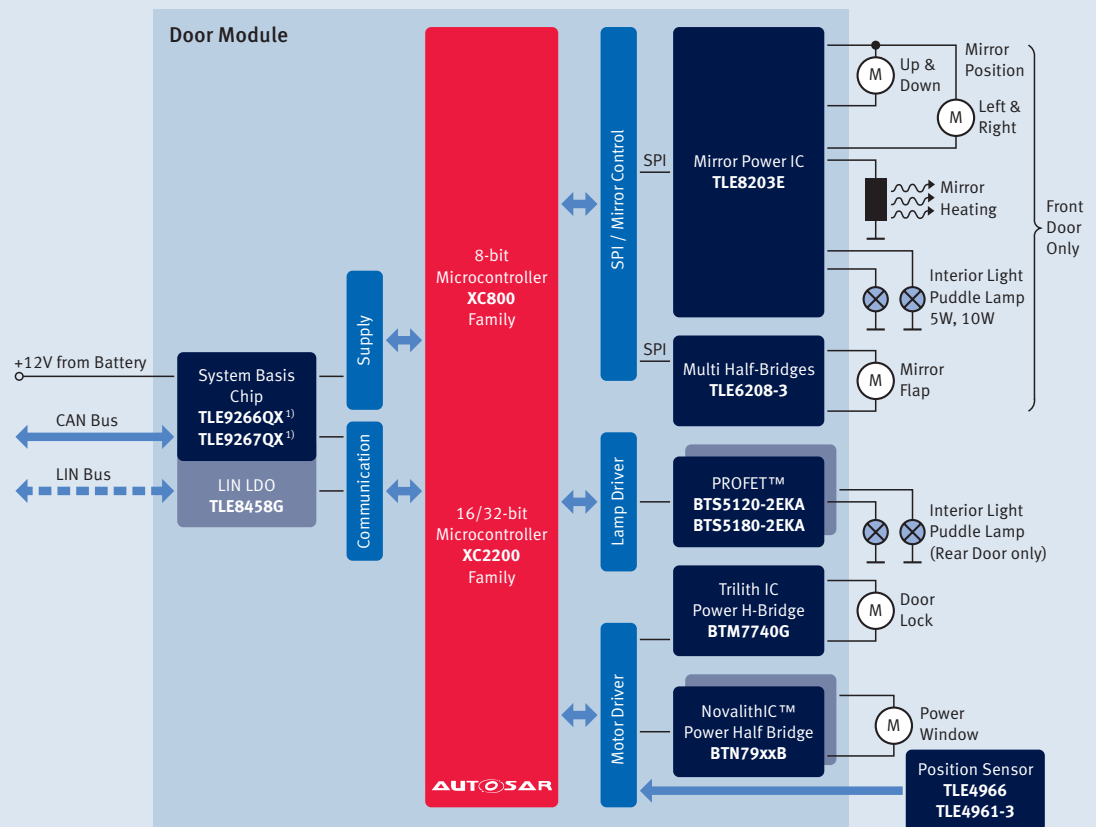 Door Module
+12V from Battery
CAN Bus
LIN Bus
System Basis
Chip
TLE9266QX 1)
TLE9267QX 1)
LIN LDO
TLE8458G
Supply
Communication
8-bit
Microcontroller
XC800
Family
16/32-bit
Microcontroller
XC2200
Family
AUTOSAR
SPI / Mirror Control
Lamp Driver
Motor Driver
SPI
SPI
Mirror Power IC
TLE8203E
Multi Half-Bridges
TLE6208-3
PROFET™
BTS5120-2EKA
BTS5180-2EKA
Trilith IC
Power H-Bridge
BTM7740G
NovalithIC™
Power Half Bridge
BTN79xxB
M
Up &
Down
Mirror
Position
M
Left &
Right
Mirror
Heating
Front
Door
Only
Interior Light
Puddle Lamp
5W, 10W
M
Mirror
Flap
Interior Light
Puddle Lamp
(Rear Door only)
M
Door
Lock
M
Power
Window
Position Sensor
TLE4966
TLE4961-3